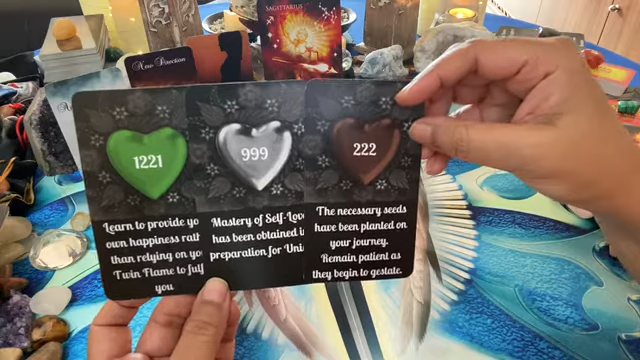 SAGITTARIUS
New Direction
1221
Learn to provide yo
own happiness rat
than relying on yo
Twin Flame to fulf
you
999
Mastery of Self-Lov
has been obtained i
preparation for Uni
222
The necessary seeds
have been planted on
your journey.
Remain patient as
they begin to gestate.